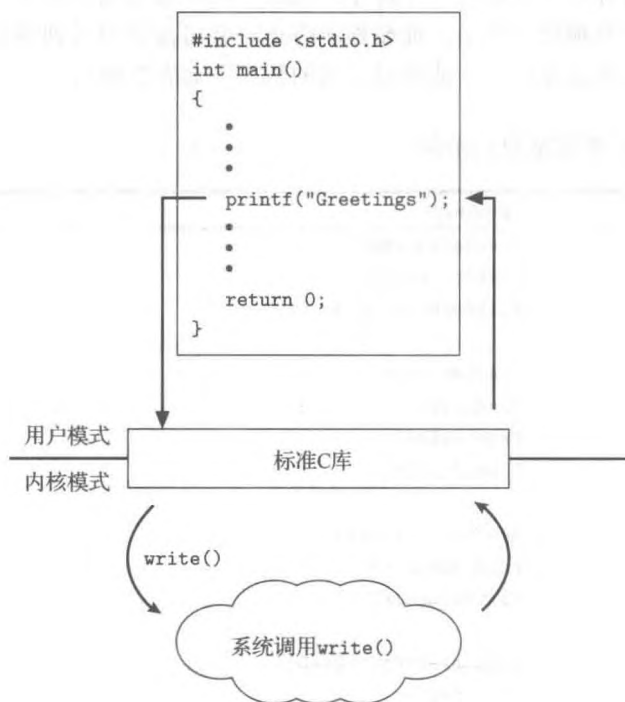 #include <stdio.h>
int main()
{
•
•
•
printf("Greetings");
•
•
•
return 0;
}
用户模式
标准C库
内核模式
write()
系统调用write()